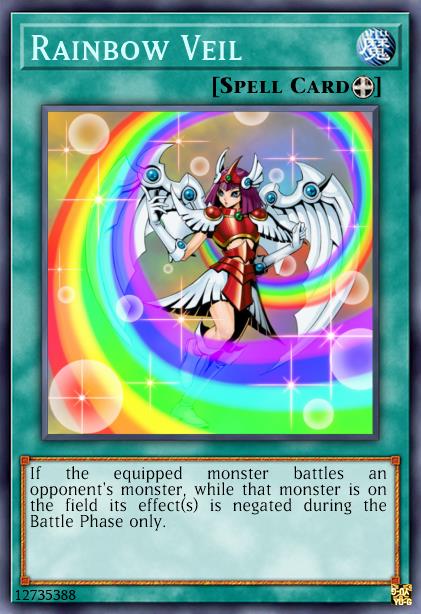 Rainbow Veil
魔
[Spell Card]
If the equipped monster battles an
opponent's monster, while that monster is on
the field its effect(s) is negated during the
Battle Phase only.
12735388